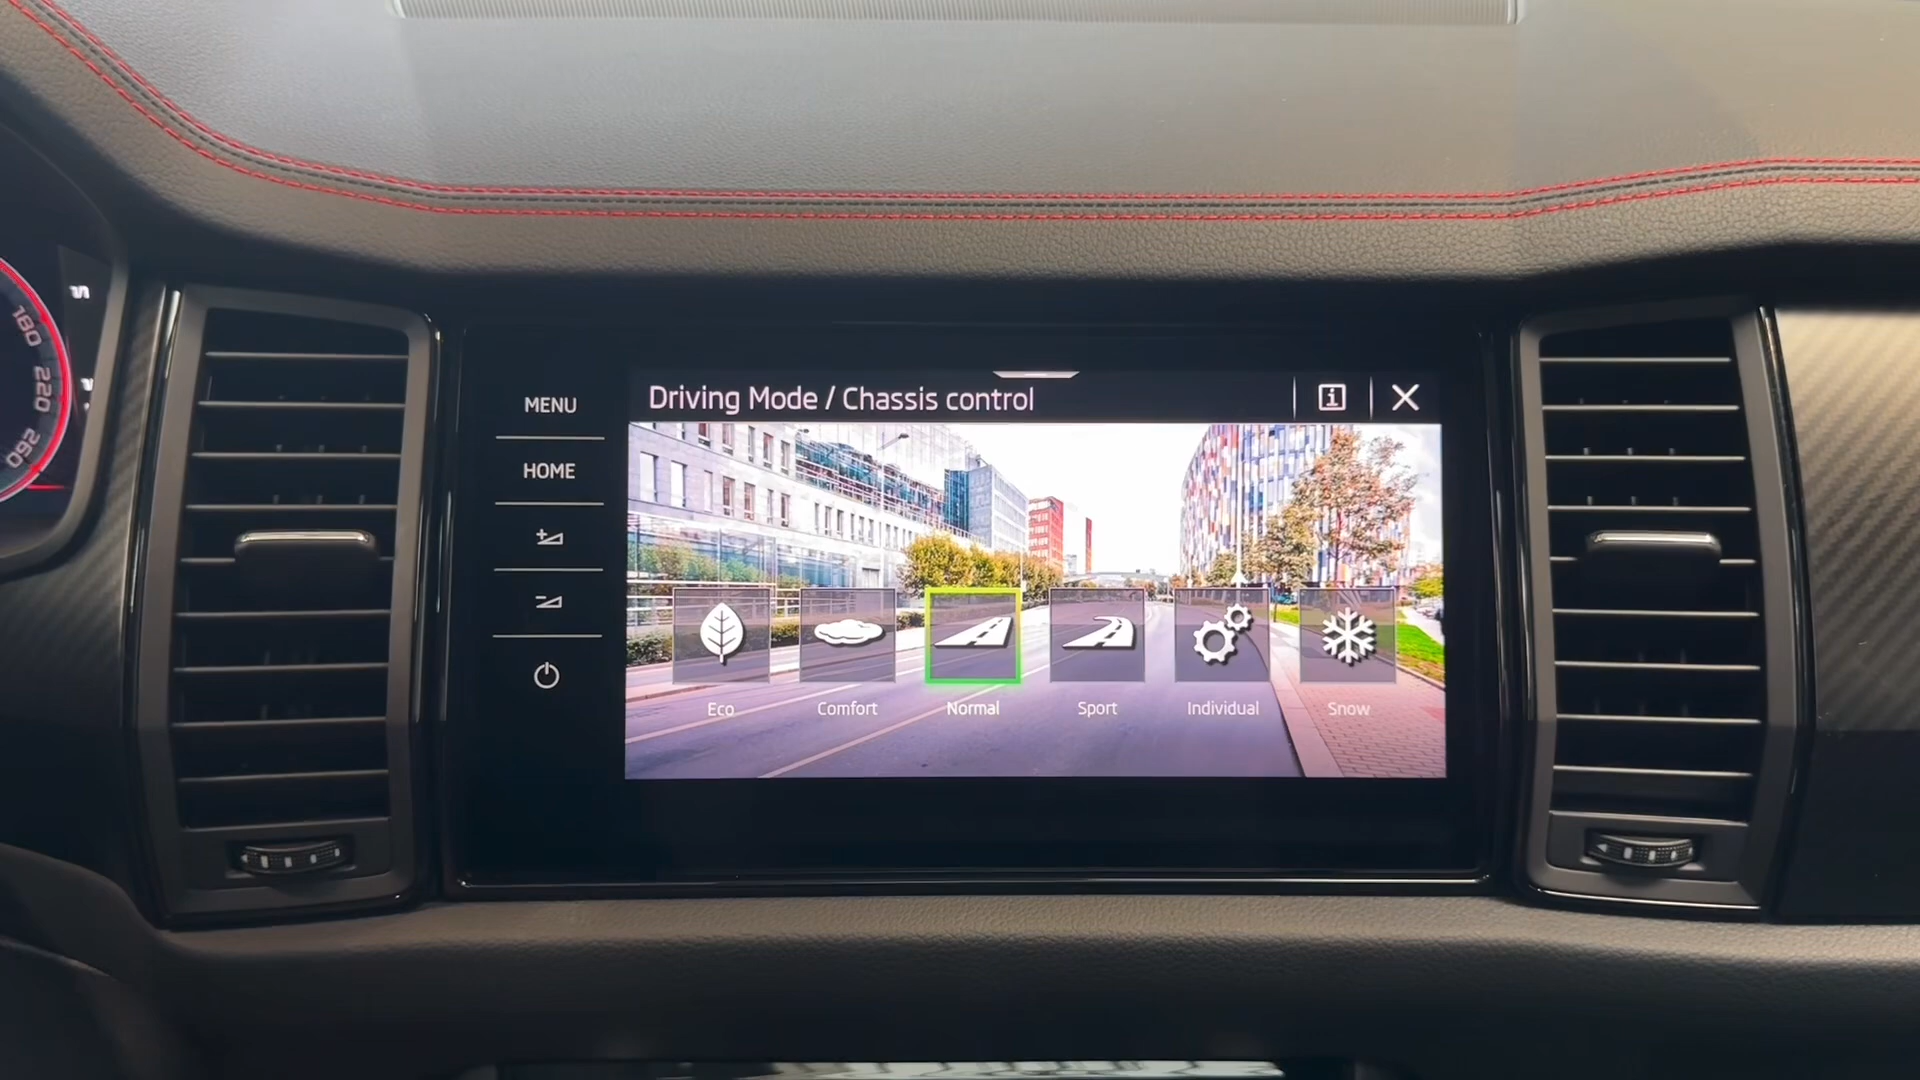 180
220
260
MENU
HOME
Driving Mode / Chassis control
i
Eco
Comfort
Normal
Sport
Individual
Snow